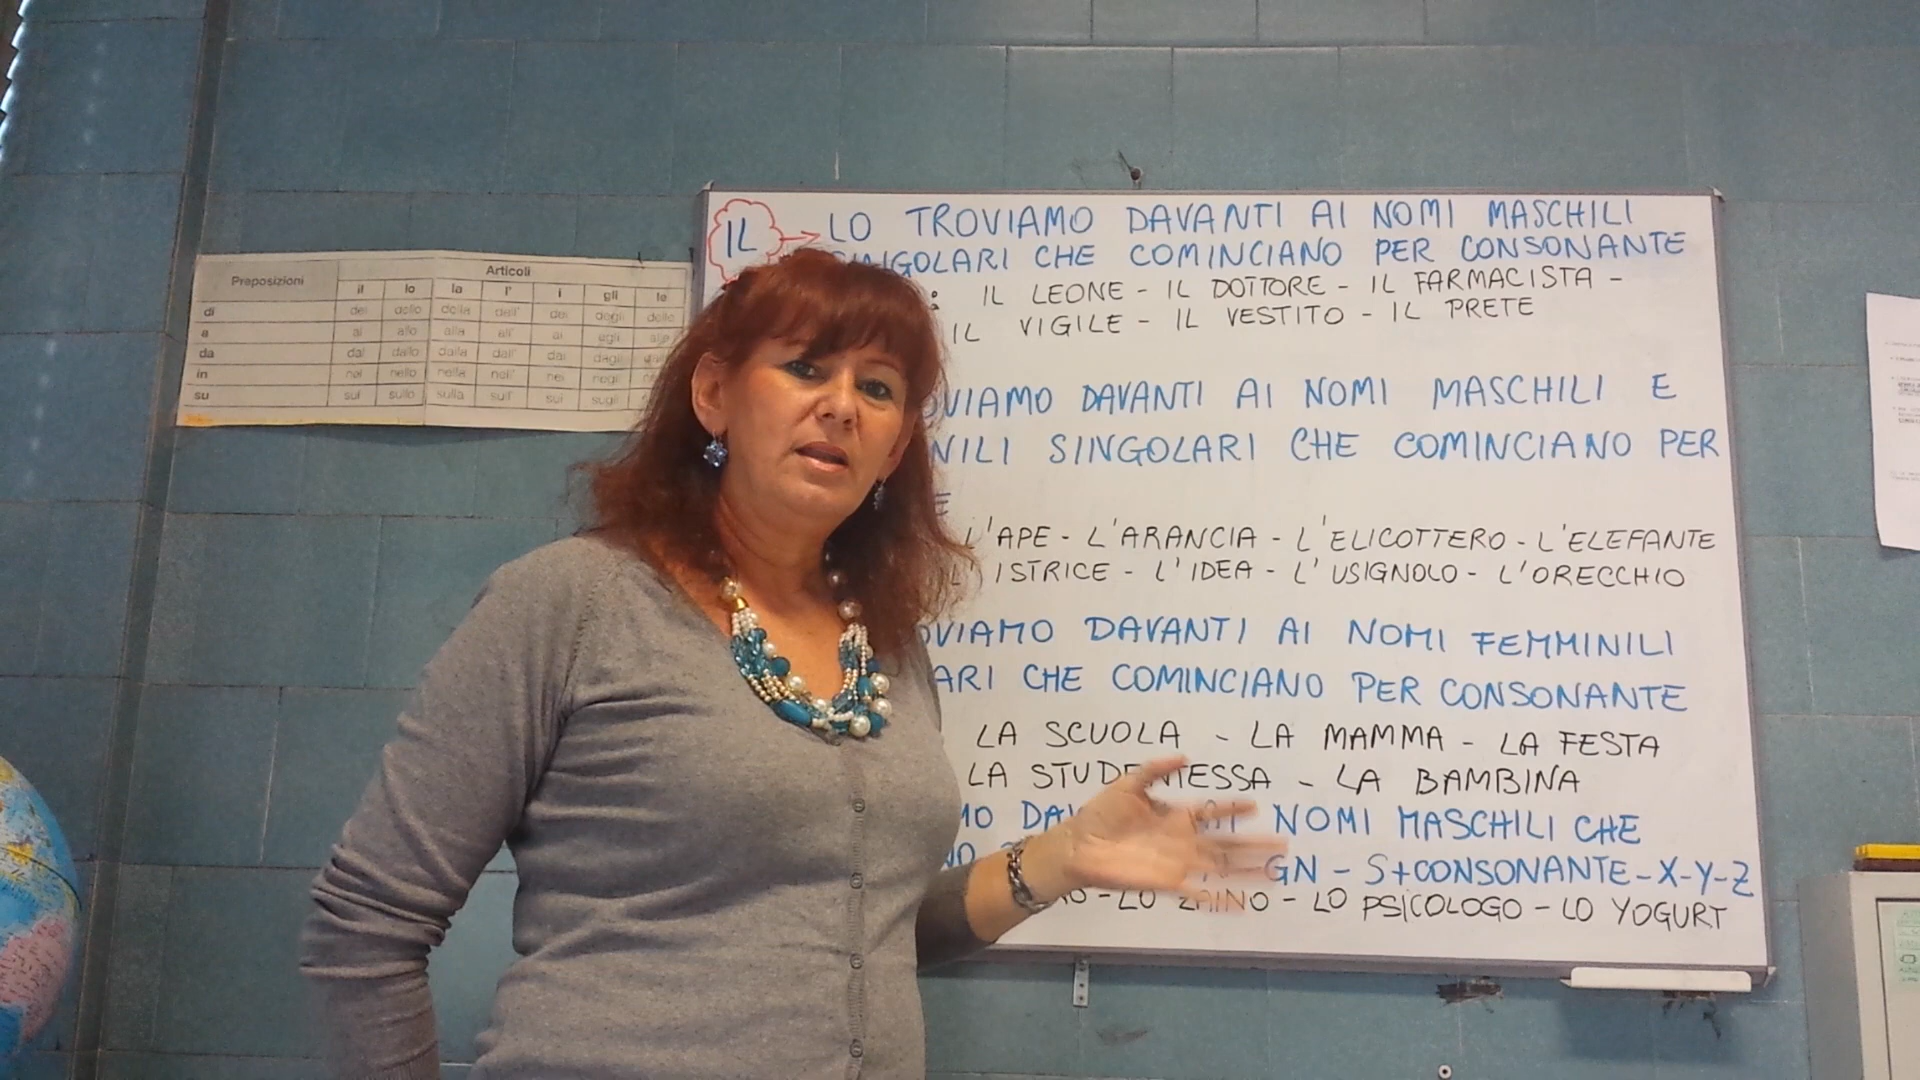 Articoli
Preposizioni il lo la l' i gli le
di del dello della dell' dei degli delle
a al allo alla all' ai agli alle
da dal dallo dalla dall' dai dagli
in nel nello nella nell' nei negli
su sul sullo sulla sull' sui sugli
IL → LO TROVIAMO DAVANTI AI NOMI MASCHILI
SINGOLARI CHE COMINCIANO PER CONSONANTE
: IL LEONE - IL DOTTORE - IL FARMACISTA -
IL VIGILE - IL VESTITO - IL PRETE
OVIAMO DAVANTI AI NOMI MASCHILI E
NILI SINGOLARI CHE COMINCIANO PER
E
L'APE - L'ARANCIA - L'ELICOTTERO - L'ELEFANTE
L'ISTRICE - L'IDEA - L'USIGNOLO - L'ORECCHIO
OVIAMO DAVANTI AI NOMI FEMMINILI
ARI CHE COMINCIANO PER CONSONANTE
LA SCUOLA - LA MAMMA - LA FESTA
LA STUDENTESSA - LA BAMBINA
MO DAVANTI AI NOMI MASCHILI CHE
GN - S+CONSONANTE - X-Y-Z
- LO ZAINO - LO PSICOLOGO - LO YOGURT